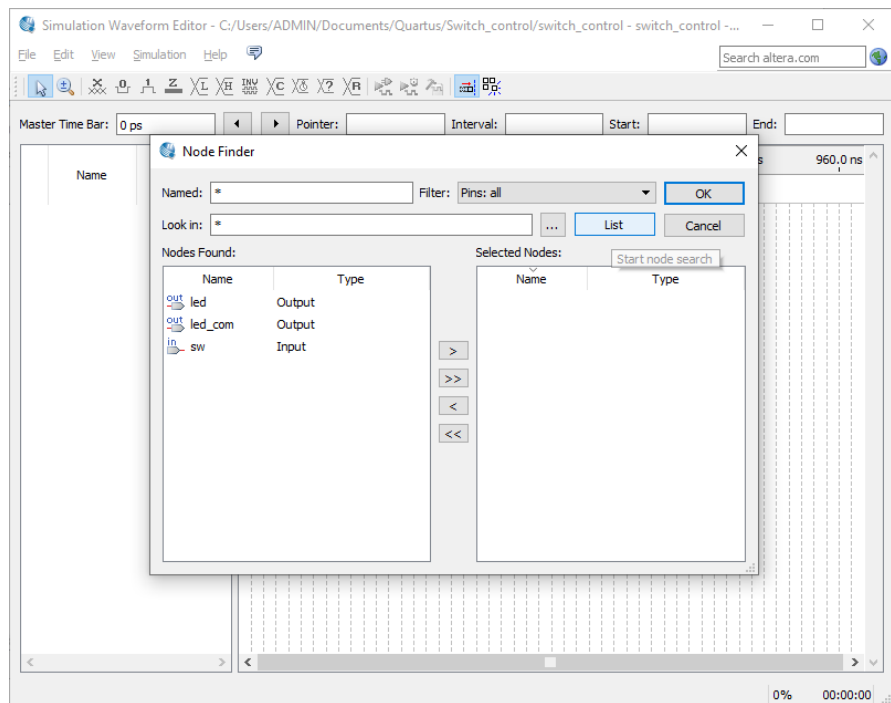 Simulation Waveform Editor - C:/Users/ADMIN/Documents/Quartus/Switch_control/switch_control - switch_control -...
File Edit View Simulation Help
Search altera.com
Master Time Bar: 0 ps Pointer: Interval: Start: End:
Name
960.0 ns
Node Finder
Named: * Filter: Pins: all OK
Look in: * ... List Cancel
Start node search
Nodes Found: Selected Nodes:
Name Type Name Type
out led Output
out led_com Output
in sw Input
>
>>
<
<<
0% 00:00:00